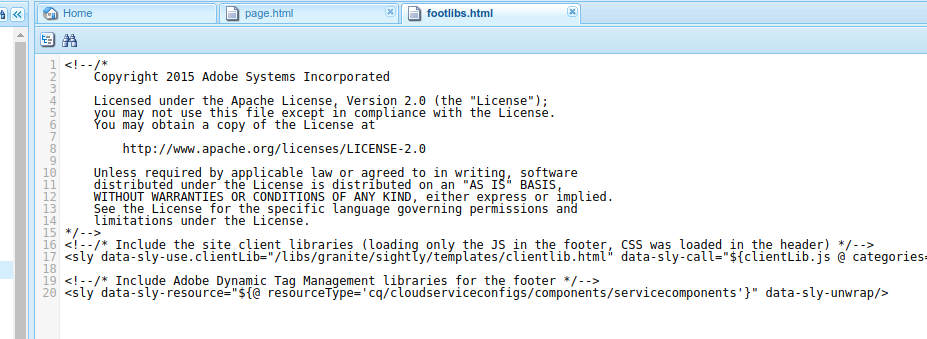 Home
page.html
footlibs.html
1 <!--/*
2     Copyright 2015 Adobe Systems Incorporated
3
4     Licensed under the Apache License, Version 2.0 (the "License");
5     you may not use this file except in compliance with the License.
6     You may obtain a copy of the License at
7
8         http://www.apache.org/licenses/LICENSE-2.0
9
10     Unless required by applicable law or agreed to in writing, software
11     distributed under the License is distributed on an "AS IS" BASIS,
12     WITHOUT WARRANTIES OR CONDITIONS OF ANY KIND, either express or implied.
13     See the License for the specific language governing permissions and
14     limitations under the License.
15 */-->
16 <!--/* Include the site client libraries (loading only the JS in the footer, CSS was loaded in the header) */-->
17 <sly data-sly-use.clientLib="/libs/granite/sightly/templates/clientlib.html" data-sly-call="${clientLib.js @ categories=
18
19 <!--/* Include Adobe Dynamic Tag Management libraries for the footer */-->
20 <sly data-sly-resource="${@ resourceType='cq/cloudserviceconfigs/components/servicecomponents'}" data-sly-unwrap/>